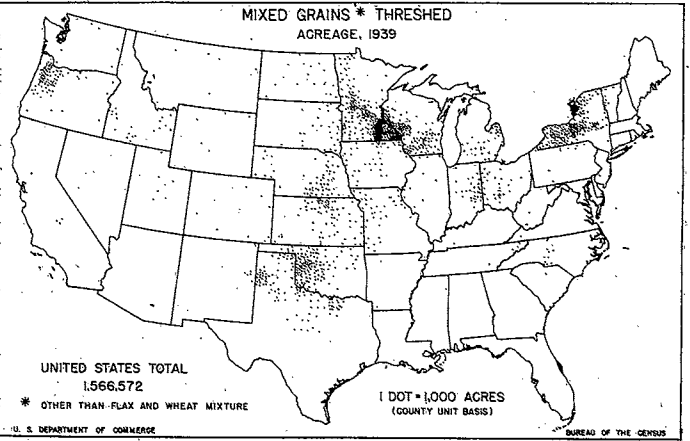 MIXED GRAINS * THRESHED
ACREAGE, 1939
UNITED STATES TOTAL
1,566,572
* OTHER THAN FLAX AND WHEAT MIXTURE
1 DOT = 1,000 ACRES
(COUNTY UNIT BASIS)
U. S. DEPARTMENT OF COMMERCE
BUREAU OF THE CENSUS